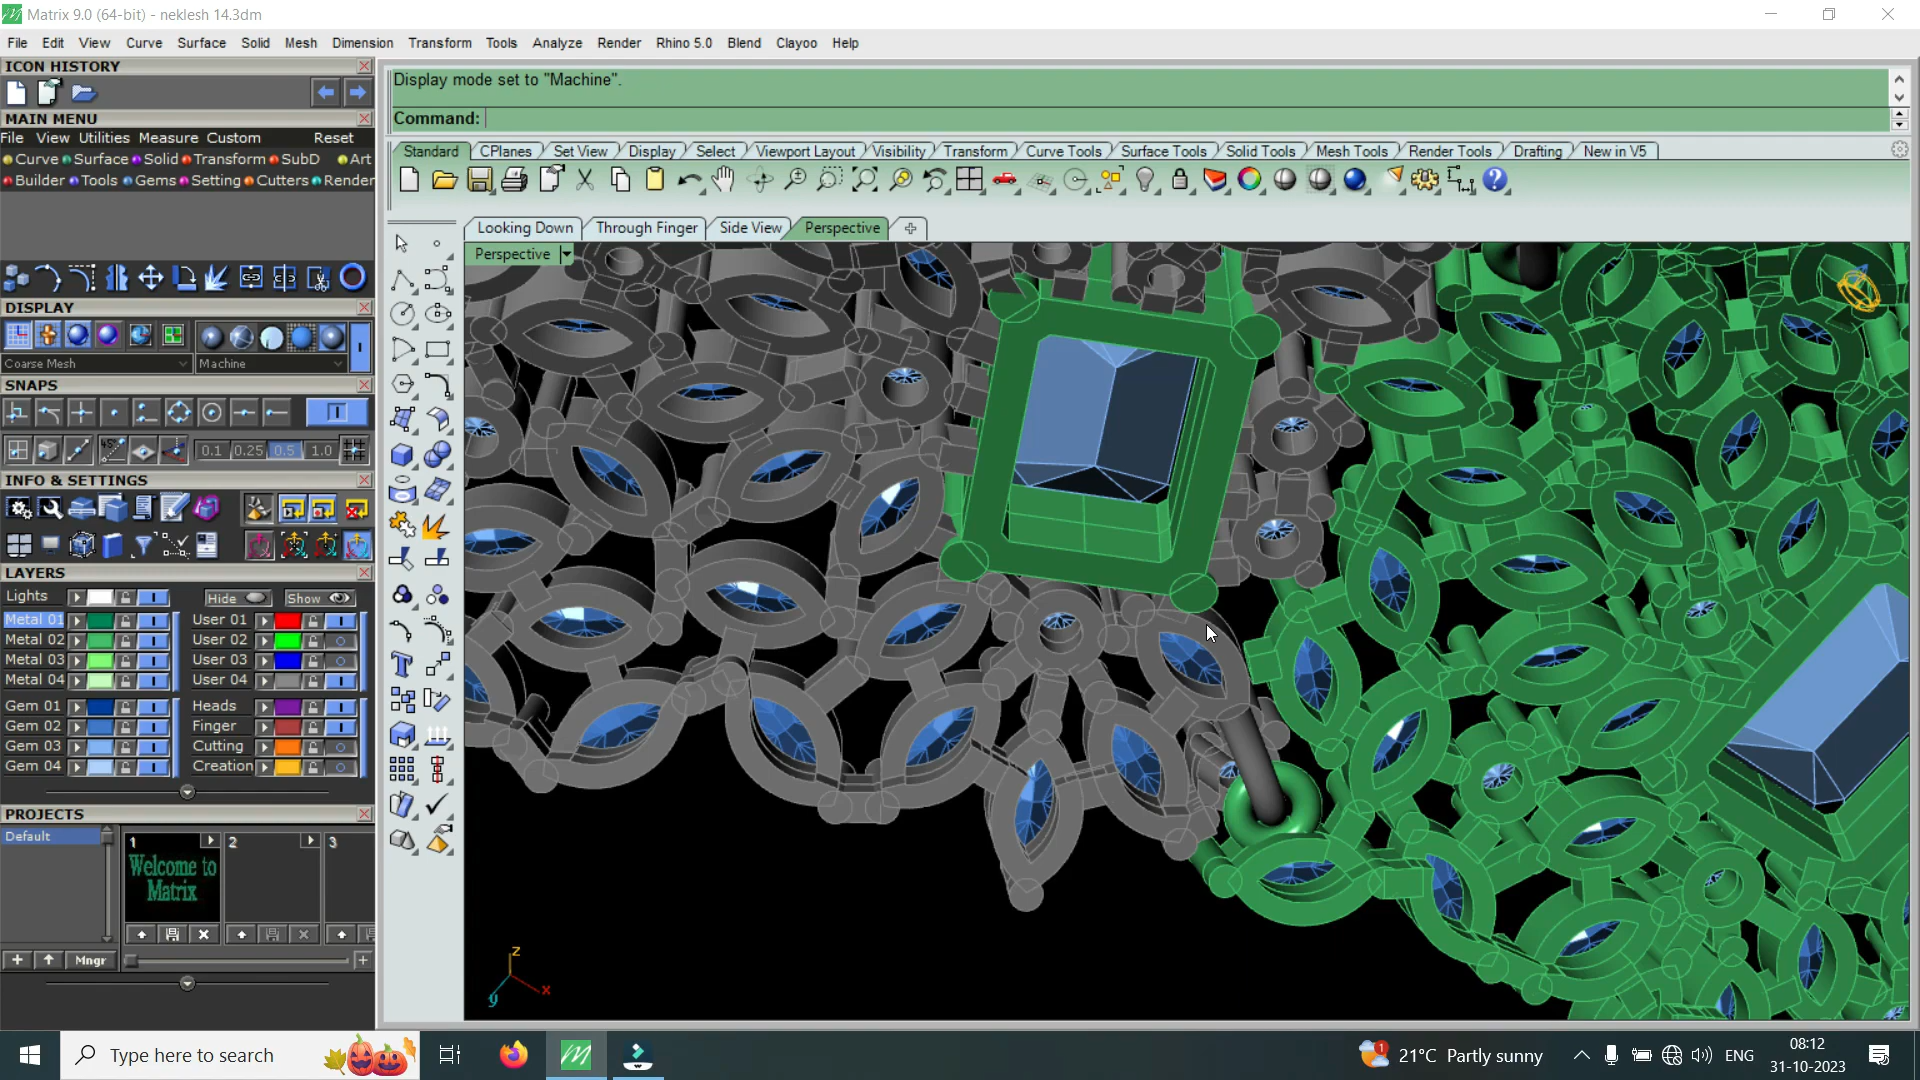 Matrix 9.0 (64-bit) - neklesh 14.3dm
File Edit View Curve Surface Solid Mesh Dimension Transform Tools Analyze Render Rhino 5.0 Blend Clayoo Help
ICON HISTORY
MAIN MENU
File View Utilities Measure Custom Reset
Curve Surface Solid Transform SubD Art
Builder Tools Gems Setting Cutters Render
DISPLAY
Coarse Mesh Machine
SNAPS
0.1 0.25 0.5 1.0
INFO & SETTINGS
LAYERS
Lights Hide Show
Metal 01 User 01
Metal 02 User 02
Metal 03 User 03
Metal 04 User 04
Gem 01 Heads
Gem 02 Finger
Gem 03 Cutting
Gem 04 Creation
PROJECTS
Default
1 2 3
Welcome to
Matrix
Mngr
Display mode set to "Machine".
Command:
Standard CPlanes Set View Display Select Viewport Layout Visibility Transform Curve Tools Surface Tools Solid Tools Mesh Tools Render Tools Drafting New in V5
Looking Down Through Finger Side View Perspective
Perspective
z
x
y
Type here to search
1
21°C Partly sunny
ENG
08:12
31-10-2023